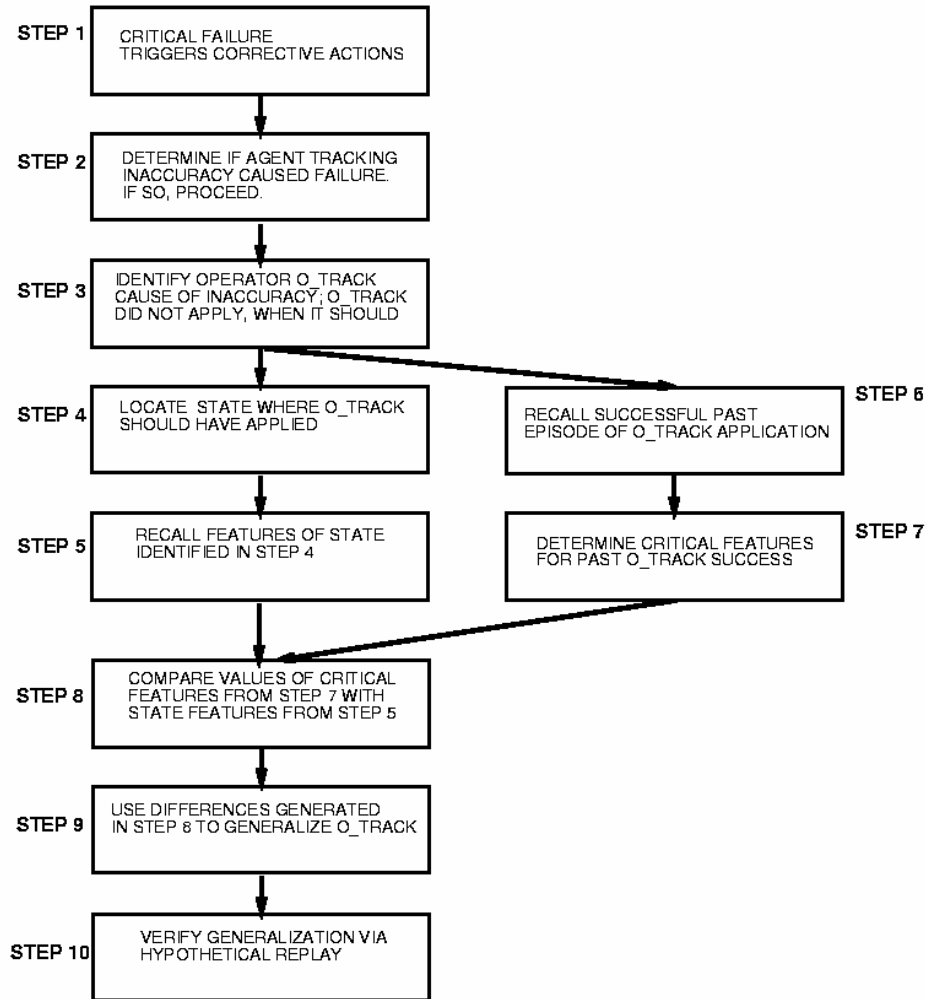 STEP 1
CRITICAL FAILURE
TRIGGERS CORRECTIVE ACTIONS
STEP 2
DETERMINE IF AGENT TRACKING
INACCURACY CAUSED FAILURE.
IF SO, PROCEED.
STEP 3
IDENTIFY OPERATOR O_TRACK
CAUSE OF INACCURACY; O_TRACK
DID NOT APPLY, WHEN IT SHOULD
STEP 4
LOCATE STATE WHERE O_TRACK
SHOULD HAVE APPLIED
STEP 5
RECALL FEATURES OF STATE
IDENTIFIED IN STEP 4
STEP 6
RECALL SUCCESSFUL PAST
EPISODE OF O_TRACK APPLICATION
STEP 7
DETERMINE CRITICAL FEATURES
FOR PAST O_TRACK SUCCESS
STEP 8
COMPARE VALUES OF CRITICAL
FEATURES FROM STEP 7 WITH
STATE FEATURES FROM STEP 5
STEP 9
USE DIFFERENCES GENERATED
IN STEP 8 TO GENERALIZE O_TRACK
STEP 10
VERIFY GENERALIZATION VIA
HYPOTHETICAL REPLAY